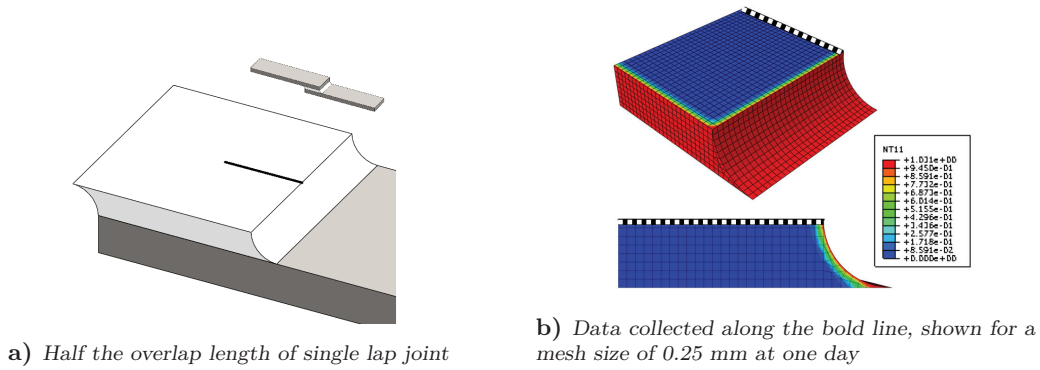 NT11
+1.031e+00
+9.450e-01
+8.591e-01
+7.732e-01
+6.873e-01
+6.014e-01
+5.155e-01
+4.296e-01
+3.436e-01
+2.577e-01
+1.718e-01
+8.591e-02
+0.000e+00
a) Half the overlap length of single lap joint
b) Data collected along the bold line, shown for a
mesh size of 0.25 mm at one day